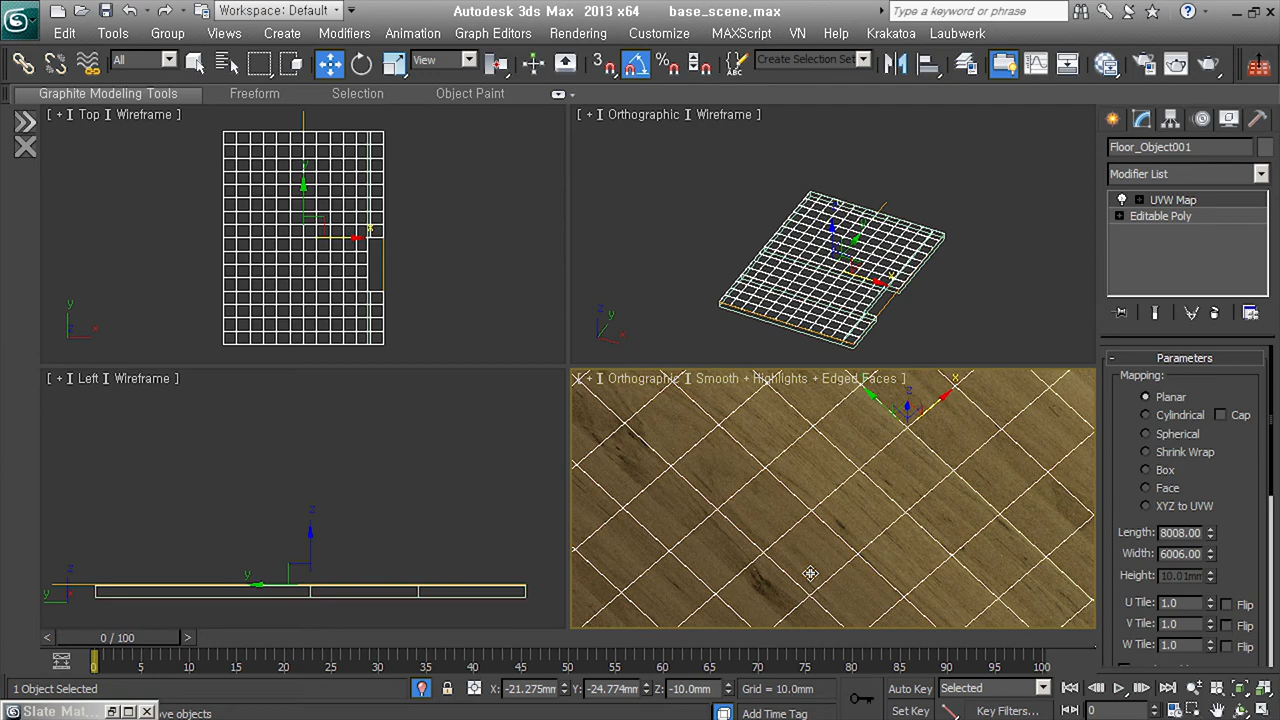 Workspace: Default
Autodesk 3ds Max 2013 x64 base_scene.max
Type a keyword or phrase
Edit Tools Group Views Create Modifiers Animation Graph Editors Rendering Customize MAXScript VN Help Krakatoa Laubwerk
All
View
3
Create Selection Set
Graphite Modeling Tools Freeform Selection Object Paint
[ + ] Top ] Wireframe ]
[ + ] Orthographic ] Wireframe ]
Floor_Object001
Modifier List
UVW Map
Editable Poly
[ + ] Left ] Wireframe ]
[ + ] Orthographic ] Smooth + Highlights + Edged Faces ]
Parameters
Mapping:
Planar
Cylindrical Cap
Spherical
Shrink Wrap
Box
Face
XYZ to UVW
Length: 8008.00
Width: 6006.00
Height: 10.01mm
U Tile: 1.0 Flip
V Tile: 1.0 Flip
W Tile: 1.0 Flip
< 0 / 100 >
0 5 10 15 20 25 30 35 40 45 50 55 60 65 70 75 80 85 90 95 100
1 Object Selected
X: -21.275mm Y: -24.774mm Z: -10.0mm Grid = 10.0mm
Auto Key Selected
Slate Mat...
ove objects
Add Time Tag
Set Key Key Filters...
0